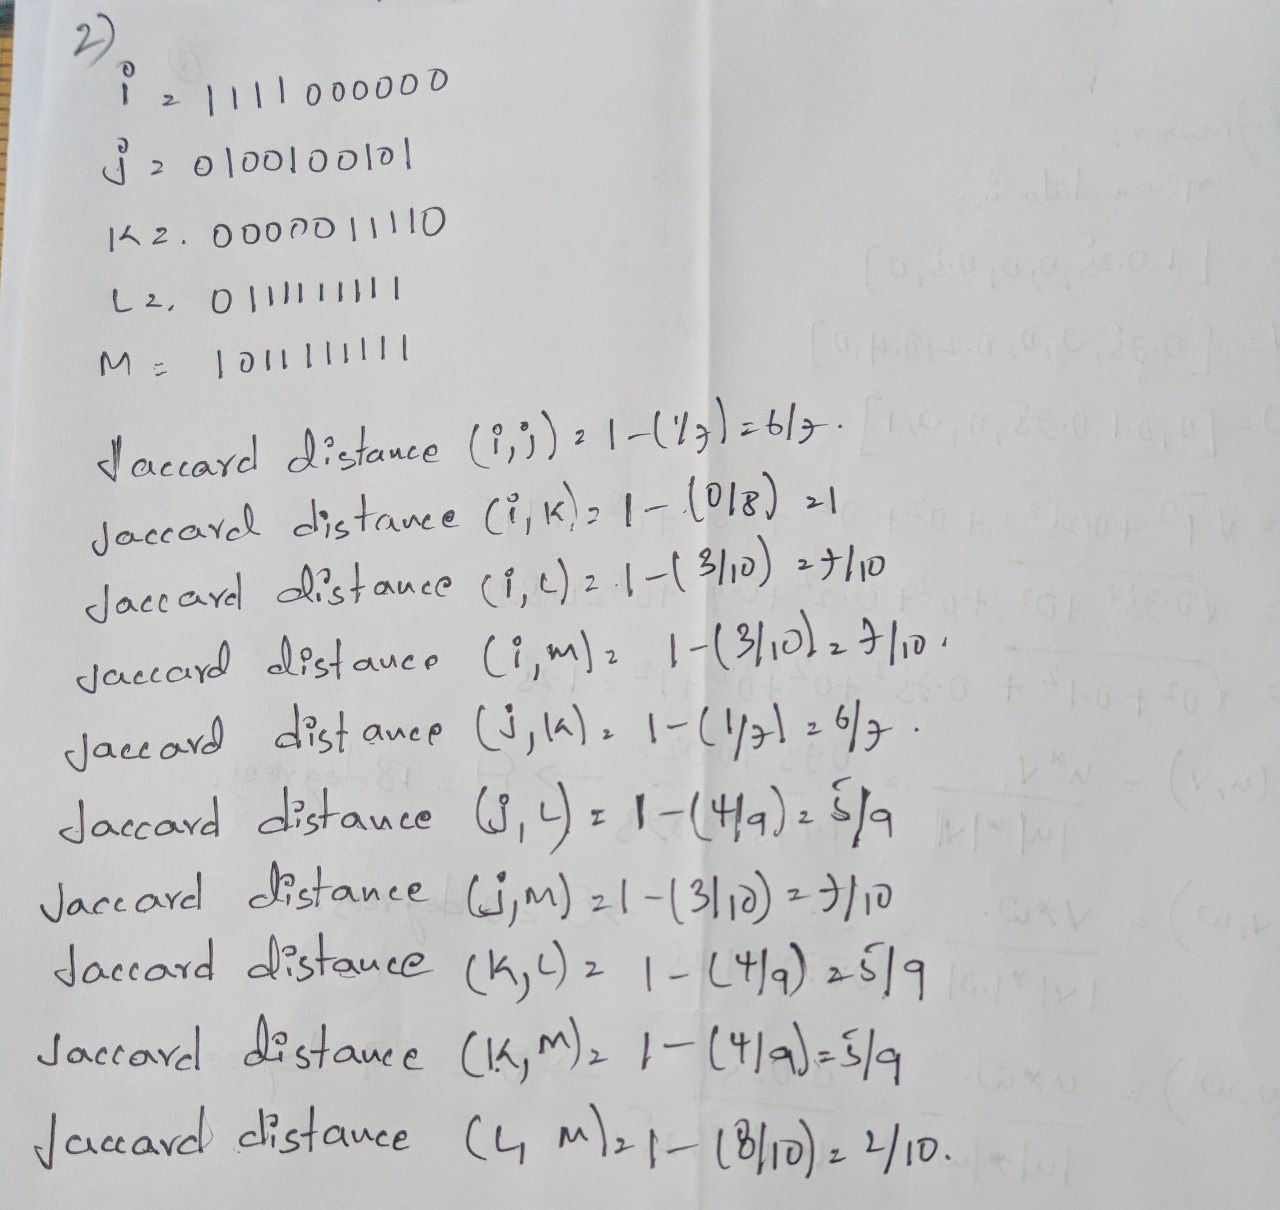 2)
i = 1111000000
j = 0100100101
K = . 0000011110
L = . 0111111111
M = 1011111111
Jaccard distance (i,j) = 1-(1/7) = 6/7.
Jaccard distance (i,K) = 1-(0/8) = 1
Jaccard distance (i,L) = 1-(3/10) = 7/10
Jaccard distance (i,M) = 1-(3/10) = 7/10.
Jaccard distance (j,K) = 1-(1/7) = 6/7.
Jaccard distance (j,L) = 1-(4/9) = 5/9
Jaccard distance (j,M) = 1-(3/10) = 7/10
Jaccard distance (K,L) = 1-(4/9) = 5/9
Jaccard distance (K,M) = 1-(4/9) = 5/9
Jaccard distance (L, M) = 1-(8/10) = 2/10.